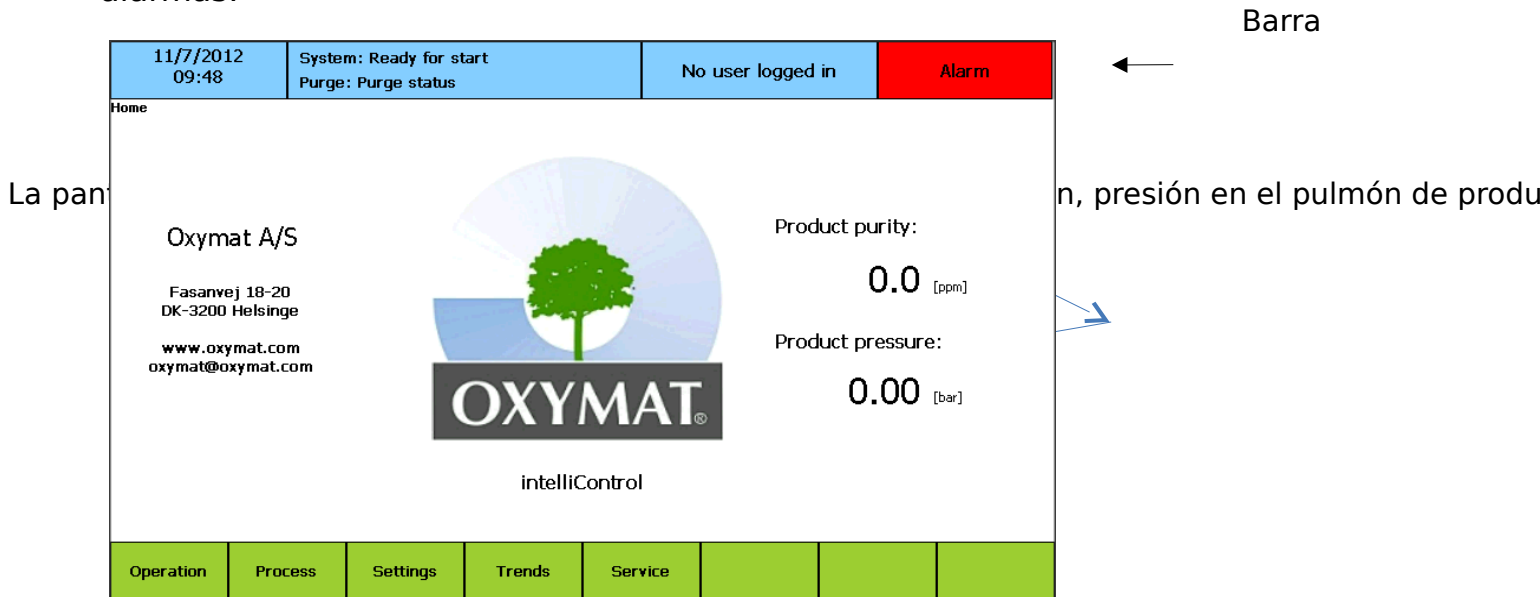 alarmas.
Barra
11/7/2012
09:48
System: Ready for start
Purge: Purge status
No user logged in
Alarm
Home
La pan
n, presión en el pulmón de produ
Oxymat A/S
Fasanvej 18-20
DK-3200 Helsinge
www.oxymat.com
oxymat@oxymat.com
OXYMAT®
intelliControl
Product purity:
0.0 [ppm]
Product pressure:
0.00 [bar]
Operation Process Settings Trends Service